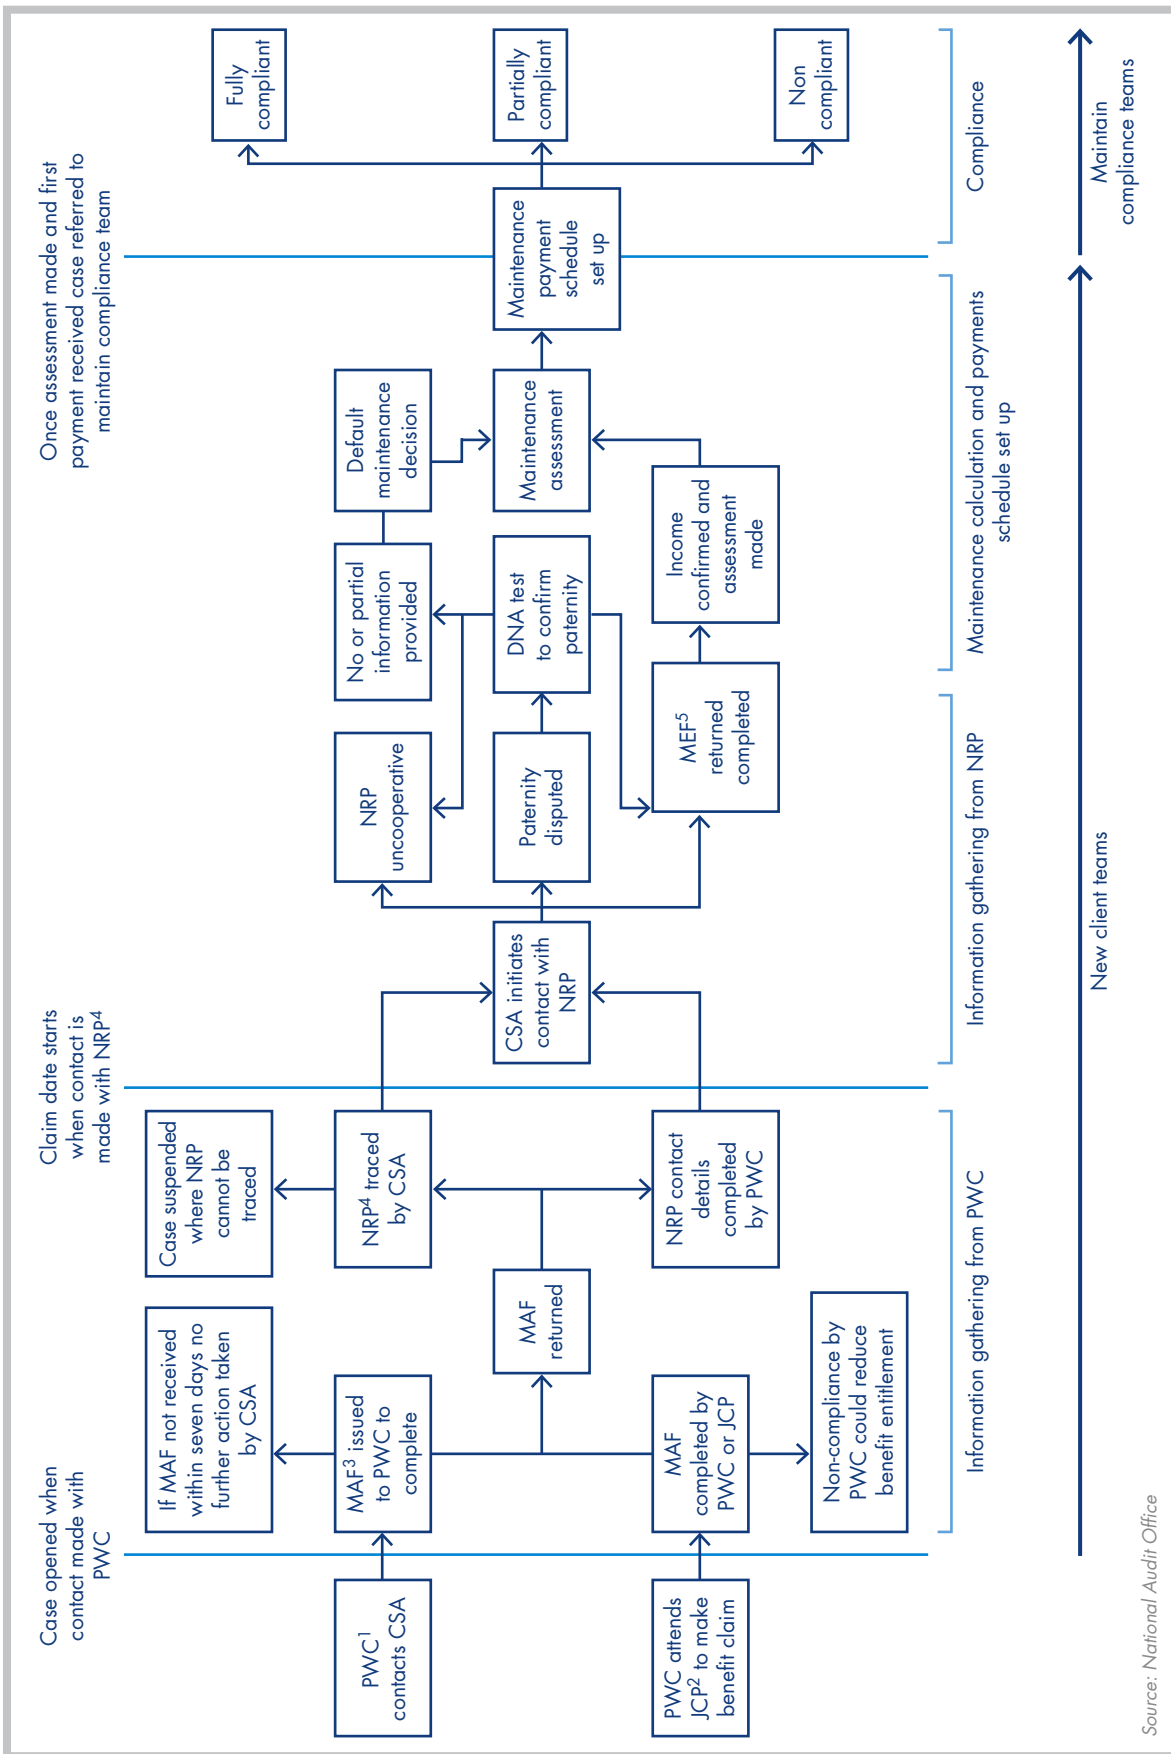 Case opened when
contact made with
PWC
Claim date starts
when contact is
made with NRP4
Once assessment made and first
payment received case referred to
maintain compliance team
PWC1
contacts CSA
PWC attends
JCP2 to make
benefit claim
If MAF not received
within seven days no
further action taken
by CSA
MAF3 issued
to PWC to
complete
MAF
completed by
PWC or JCP
Non-compliance by
PWC could reduce
benefit entitlement
MAF
returned
Case suspended
where NRP
cannot be
traced
NRP4 traced
by CSA
NRP contact
details
completed
by PWC
CSA initiates
contact with
NRP
NRP
uncooperative
Paternity
disputed
MEF5
returned
completed
No or partial
information
provided
DNA test
to confirm
paternity
Income
confirmed and
assessment
made
Default
maintenance
decision
Maintenance
assessment
Maintenance
payment
schedule
set up
Fully
compliant
Partially
compliant
Non
compliant
Information gathering from PWC
Information gathering from NRP
Maintenance calculation and payments
schedule set up
Compliance
New client teams
Maintain
compliance teams
Source: National Audit Office